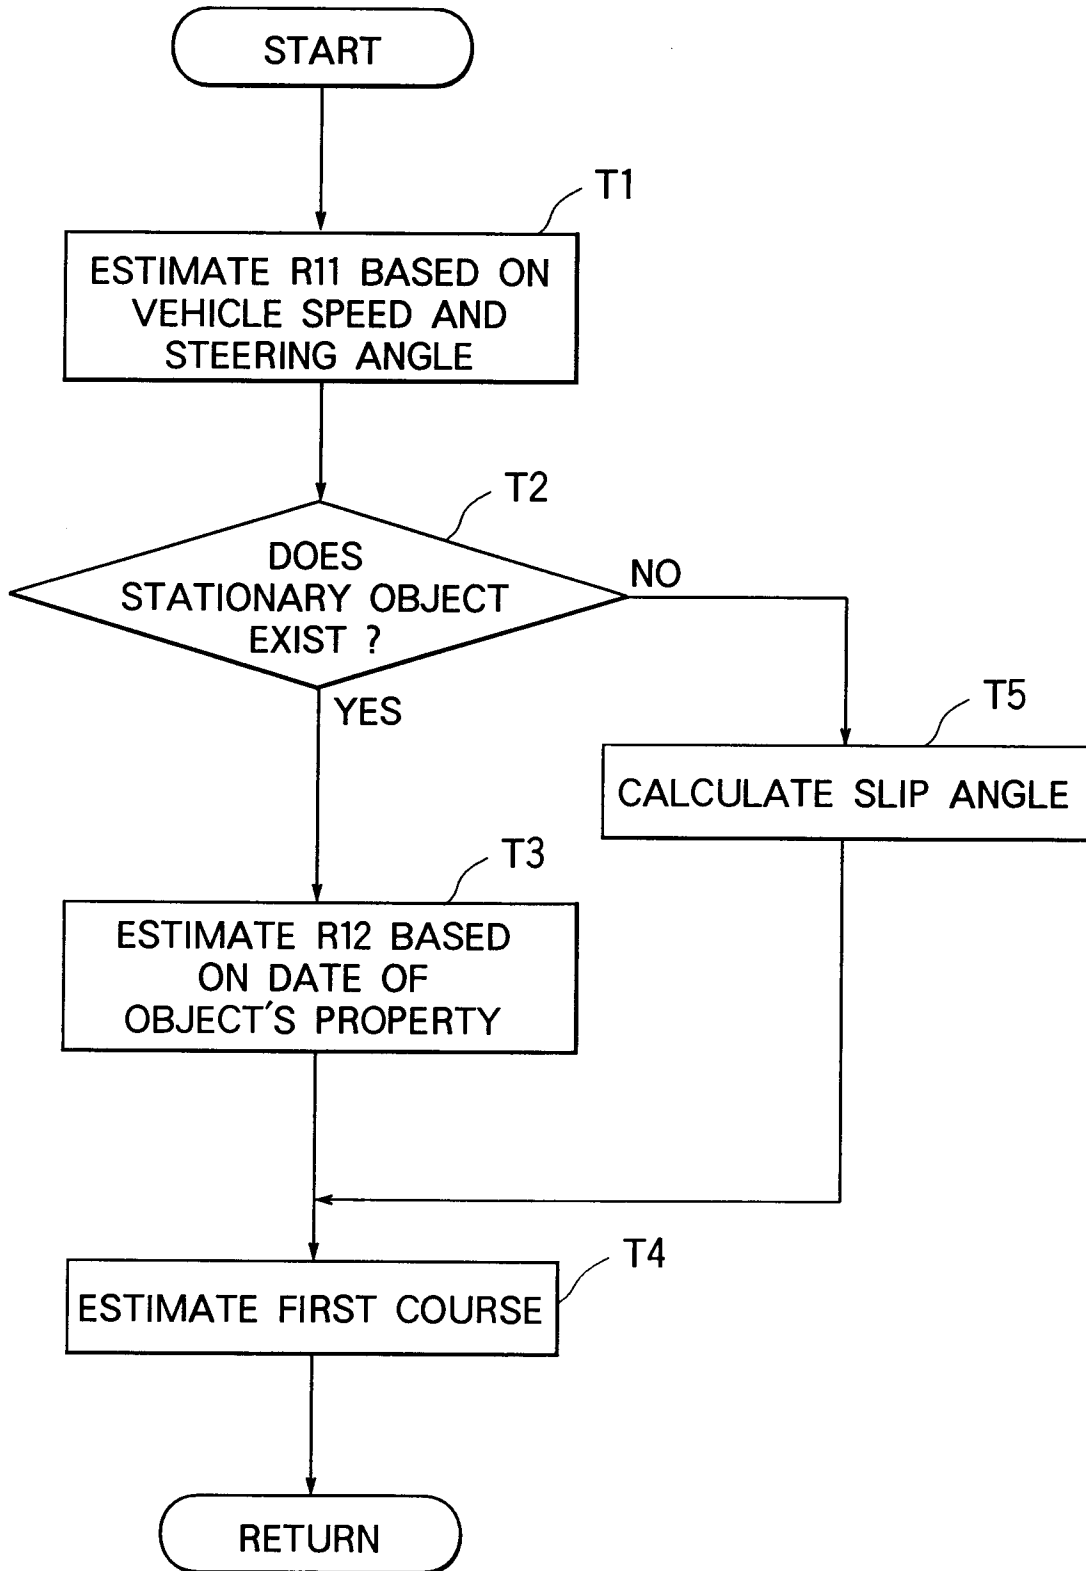 START
T1
ESTIMATE R11 BASED ON
VEHICLE SPEED AND
STEERING ANGLE
T2
DOES
STATIONARY OBJECT
EXIST ?
NO
YES
T5
CALCULATE SLIP ANGLE
T3
ESTIMATE R12 BASED
ON DATE OF
OBJECT'S PROPERTY
T4
ESTIMATE FIRST COURSE
RETURN